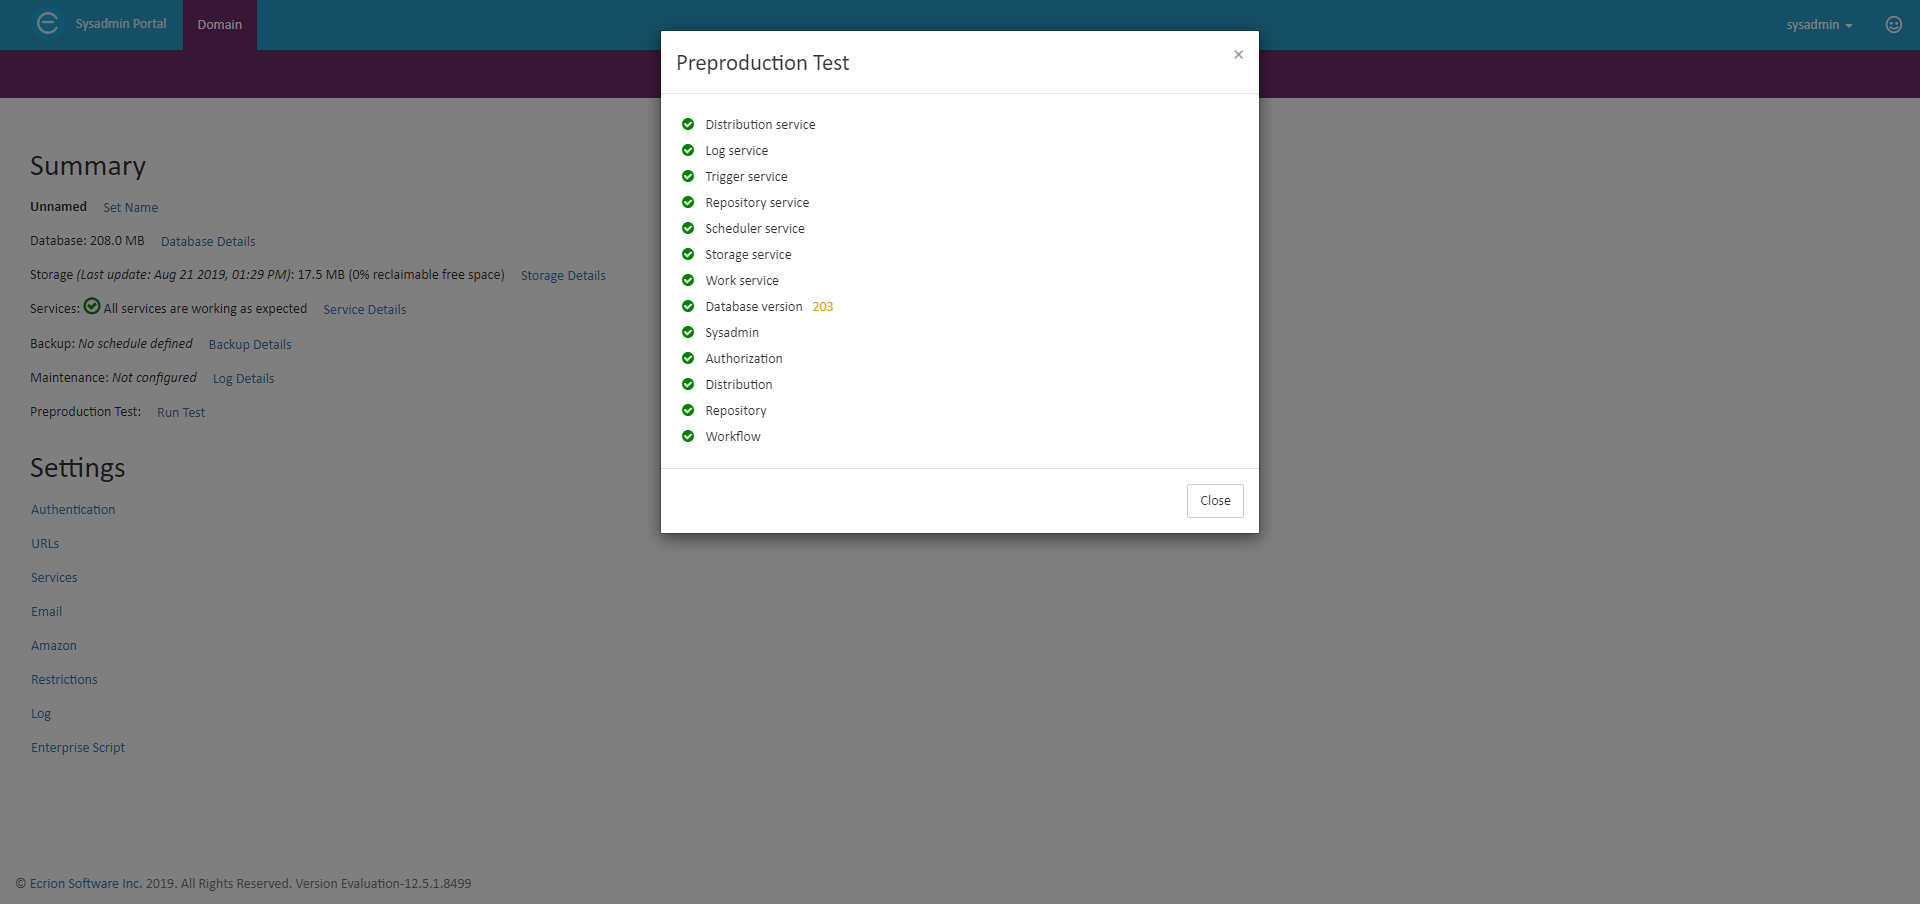 Sysadmin Portal
Domain
sysadmin
Preproduction Test
×
Distribution service
Log service
Trigger service
Repository service
Scheduler service
Storage service
Work service
Database version 203
Sysadmin
Authorization
Distribution
Repository
Workflow
Close
Summary
Unnamed Set Name
Database: 208.0 MB Database Details
Storage (Last update: Aug 21 2019, 01:29 PM): 17.5 MB (0% reclaimable free space) Storage Details
Services: All services are working as expected Service Details
Backup: No schedule defined Backup Details
Maintenance: Not configured Log Details
Preproduction Test: Run Test
Settings
Authentication
URLs
Services
Email
Amazon
Restrictions
Log
Enterprise Script
© Ecrion Software Inc. 2019. All Rights Reserved. Version Evaluation-12.5.1.8499